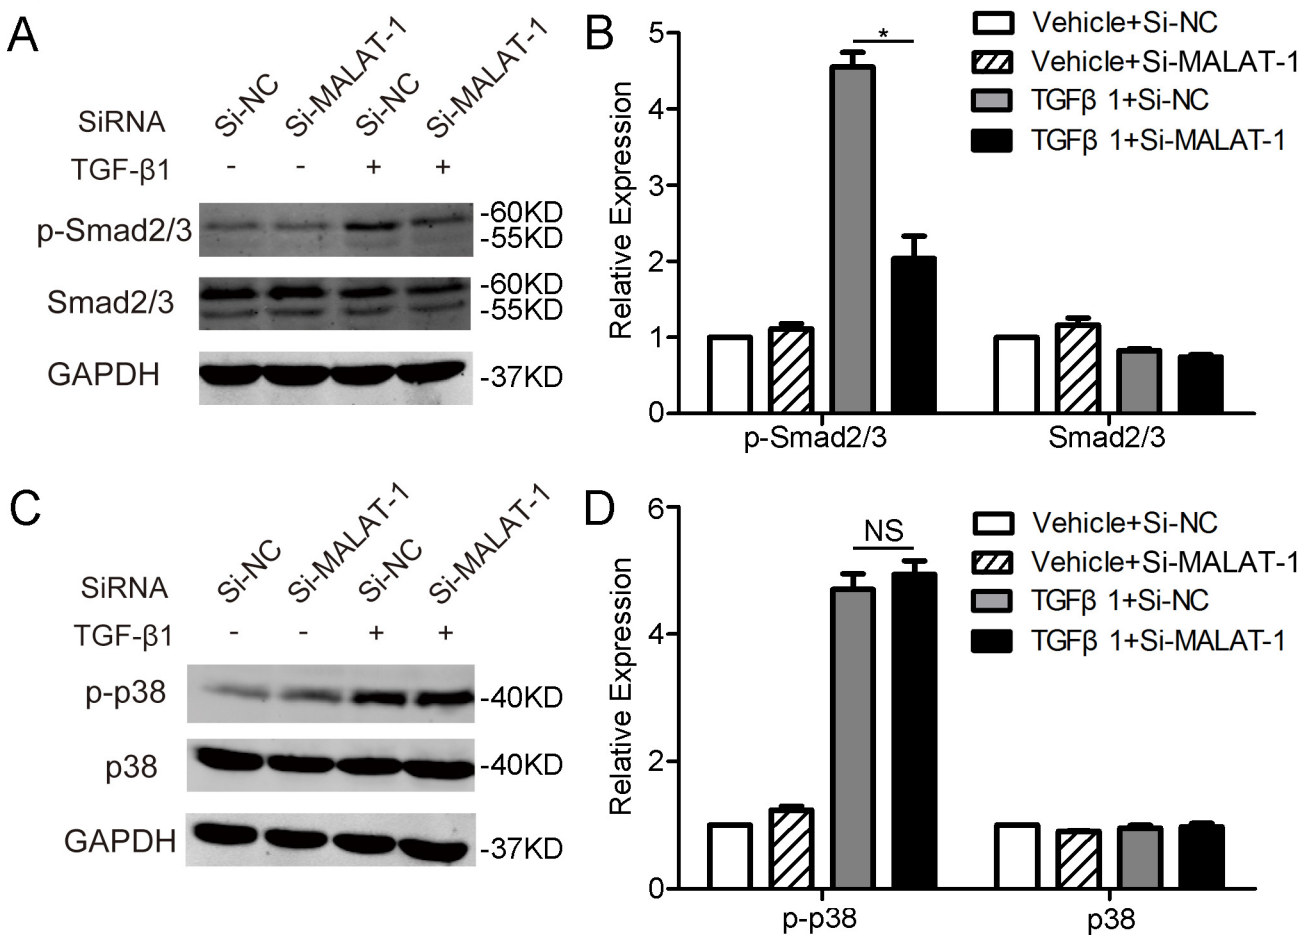 A
SiRNA
Si-NC
Si-MALAT-1
Si-NC
Si-MALAT-1
TGF-β1 - - + +
p-Smad2/3
-60KD
-55KD
Smad2/3
-60KD
-55KD
GAPDH
-37KD
B
Relative Expression
5
4
3
2
1
0
*
p-Smad2/3
Smad2/3
Vehicle+Si-NC
Vehicle+Si-MALAT-1
TGFβ 1+Si-NC
TGFβ 1+Si-MALAT-1
C
SiRNA
Si-NC
Si-MALAT-1
Si-NC
Si-MALAT-1
TGF-β1 - - + +
p-p38
-40KD
p38
-40KD
GAPDH
-37KD
D
Relative Expression
6
4
2
0
NS
p-p38
p38
Vehicle+Si-NC
Vehicle+Si-MALAT-1
TGFβ 1+Si-NC
TGFβ 1+Si-MALAT-1